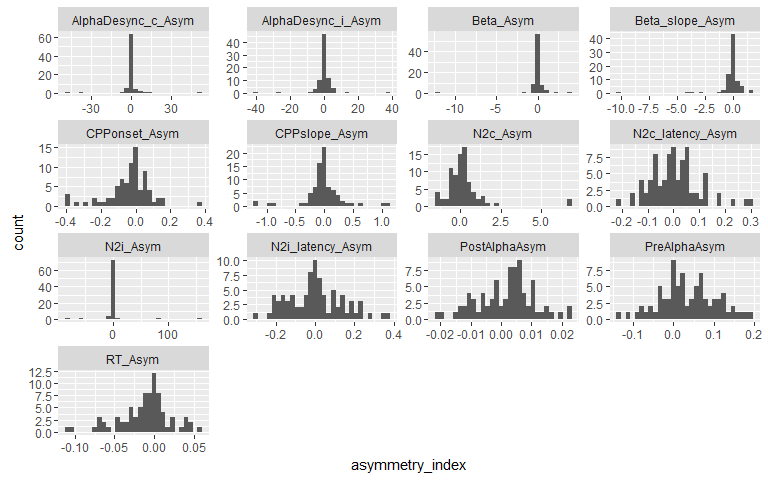 AlphaDesync_c_Asym AlphaDesync_i_Asym Beta_Asym Beta_slope_Asym
60 40 20 0
-30 0 30
40 30 20 10 0
-40 -20 0 20 40
40 20 0
-10 -5 0
40 30 20 10 0
-10.0 -7.5 -5.0 -2.5 0.0
CPPonset_Asym CPPslope_Asym N2c_Asym N2c_latency_Asym
15 10 5 0
-0.4 -0.2 0.0 0.2 0.4
20 15 10 5 0
-1.0 -0.5 0.0 0.5 1.0
15 10 5 0
0.0 2.5 5.0
7.5 5.0 2.5 0.0
-0.2 -0.1 0.0 0.1 0.2 0.3
N2i_Asym N2i_latency_Asym PostAlphaAsym PreAlphaAsym
60 40 20 0
0 100
10.0 7.5 5.0 2.5 0.0
-0.2 0.0 0.2 0.4
7.5 5.0 2.5 0.0
-0.02 -0.01 0.00 0.01 0.02
7.5 5.0 2.5 0.0
-0.1 0.0 0.1 0.2
RT_Asym
12.5 10.0 7.5 5.0 2.5 0.0
-0.10 -0.05 0.00 0.05
count
asymmetry_index